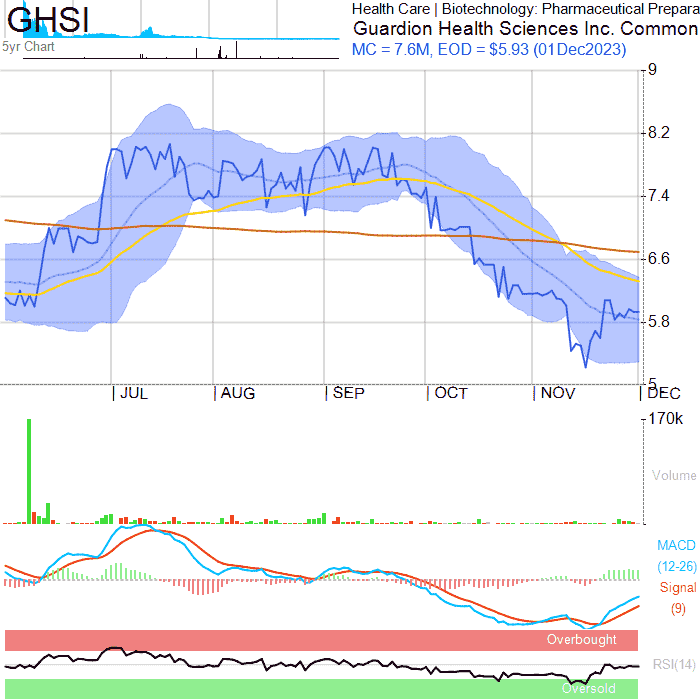 GHSI
5yr Chart
Health Care | Biotechnology: Pharmaceutical Prepara
Guardion Health Sciences Inc. Common
MC = 7.6M, EOD = $5.93 (01Dec2023)
9
8.2
7.4
6.6
5.8
5
JUL AUG SEP OCT NOV DEC
170k
Volume
MACD
(12-26)
Signal
(9)
Overbought
RSI(14)
Oversold